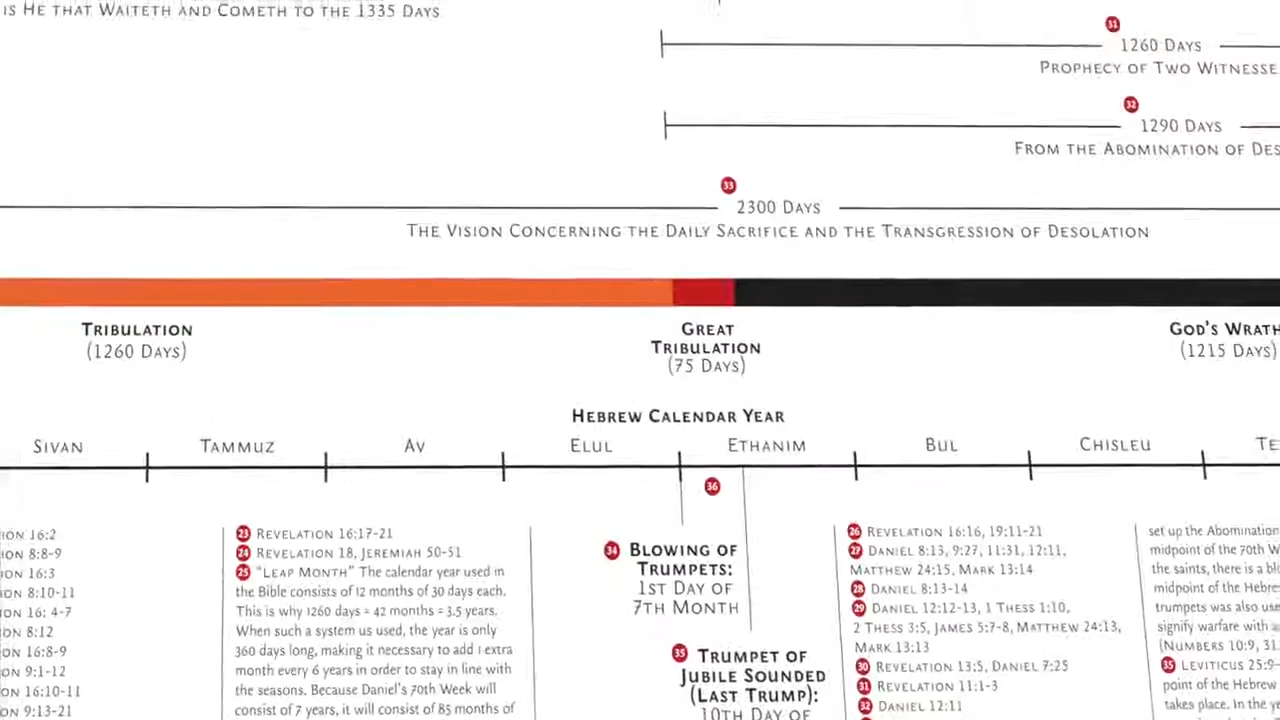 IS HE THAT WAITETH AND COMETH TO THE 1335 DAYS
31
1260 DAYS
PROPHECY OF TWO WITNESSE
32
1290 DAYS
FROM THE ABOMINATION OF DES
33
2300 DAYS
THE VISION CONCERNING THE DAILY SACRIFICE AND THE TRANSGRESSION OF DESOLATION
TRIBULATION
(1260 DAYS)
GREAT
TRIBULATION
(75 DAYS)
GOD'S WRATH
(1215 DAYS)
HEBREW CALENDAR YEAR
SIVAN TAMMUZ AV ELUL ETHANIM BUL CHISLEU TE
36
ION 16:2
ION 8:8-9
ION 16:3
ION 8:10-11
ION 16: 4-7
ON 8:12
ON 16:8-9
ON 9:1-12
ON 16:10-11
ON 9:13-21
23 REVELATION 16:17-21
24 REVELATION 18, JEREMIAH 50-51
25 "LEAP MONTH" The calendar year used in
the Bible consists of 12 months of 30 days each.
This is why 1260 days = 42 months = 3.5 years.
When such a system us used, the year is only
360 days long, making it necessary to add 1 extra
month every 6 years in order to stay in line with
the seasons. Because Daniel's 70th Week will
consist of 7 years, it will consist of 85 months of
34 BLOWING OF
TRUMPETS:
1ST DAY OF
7TH MONTH
35 TRUMPET OF
JUBILE SOUNDED
(LAST TRUMP):
10TH DAY OF
26 REVELATION 16:16, 19:11-21
27 DANIEL 8:13, 9:27, 11:31, 12:11,
MATTHEW 24:15, MARK 13:14
28 DANIEL 8:13-14
29 DANIEL 12:12-13, 1 THESS 1:10,
2 THESS 3:5, JAMES 5:7-8, MATTHEW 24:13,
MARK 13:13
30 REVELATION 13:5, DANIEL 7:25
31 REVELATION 11:1-3
32 DANIEL 12:11
set up the Abomination
midpoint of the 70th W
the saints, there is a blo
midpoint of the Hebre
trumpets was also use
signify warfare with
(NUMBERS 10:9, 31
35 LEVITICUS 25:9-
point of the Hebrew
takes place. In the ye